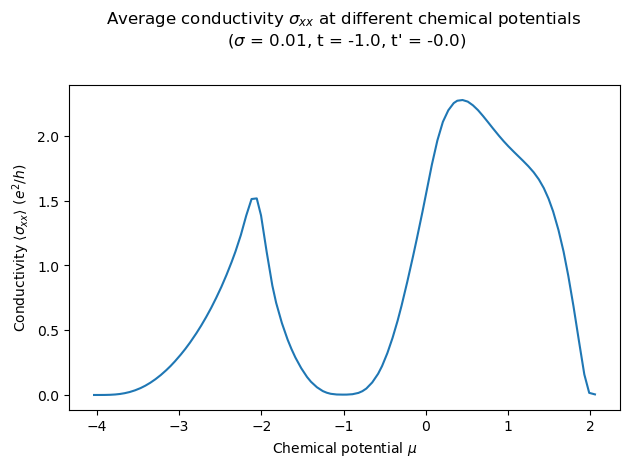 Average conductivity σxx at different chemical potentials
(σ = 0.01, t = -1.0, t' = -0.0)
Conductivity ⟨σxx⟩ (e²/h)
2.0
1.5
1.0
0.5
0.0
−4 −3 −2 −1 0 1 2
Chemical potential μ